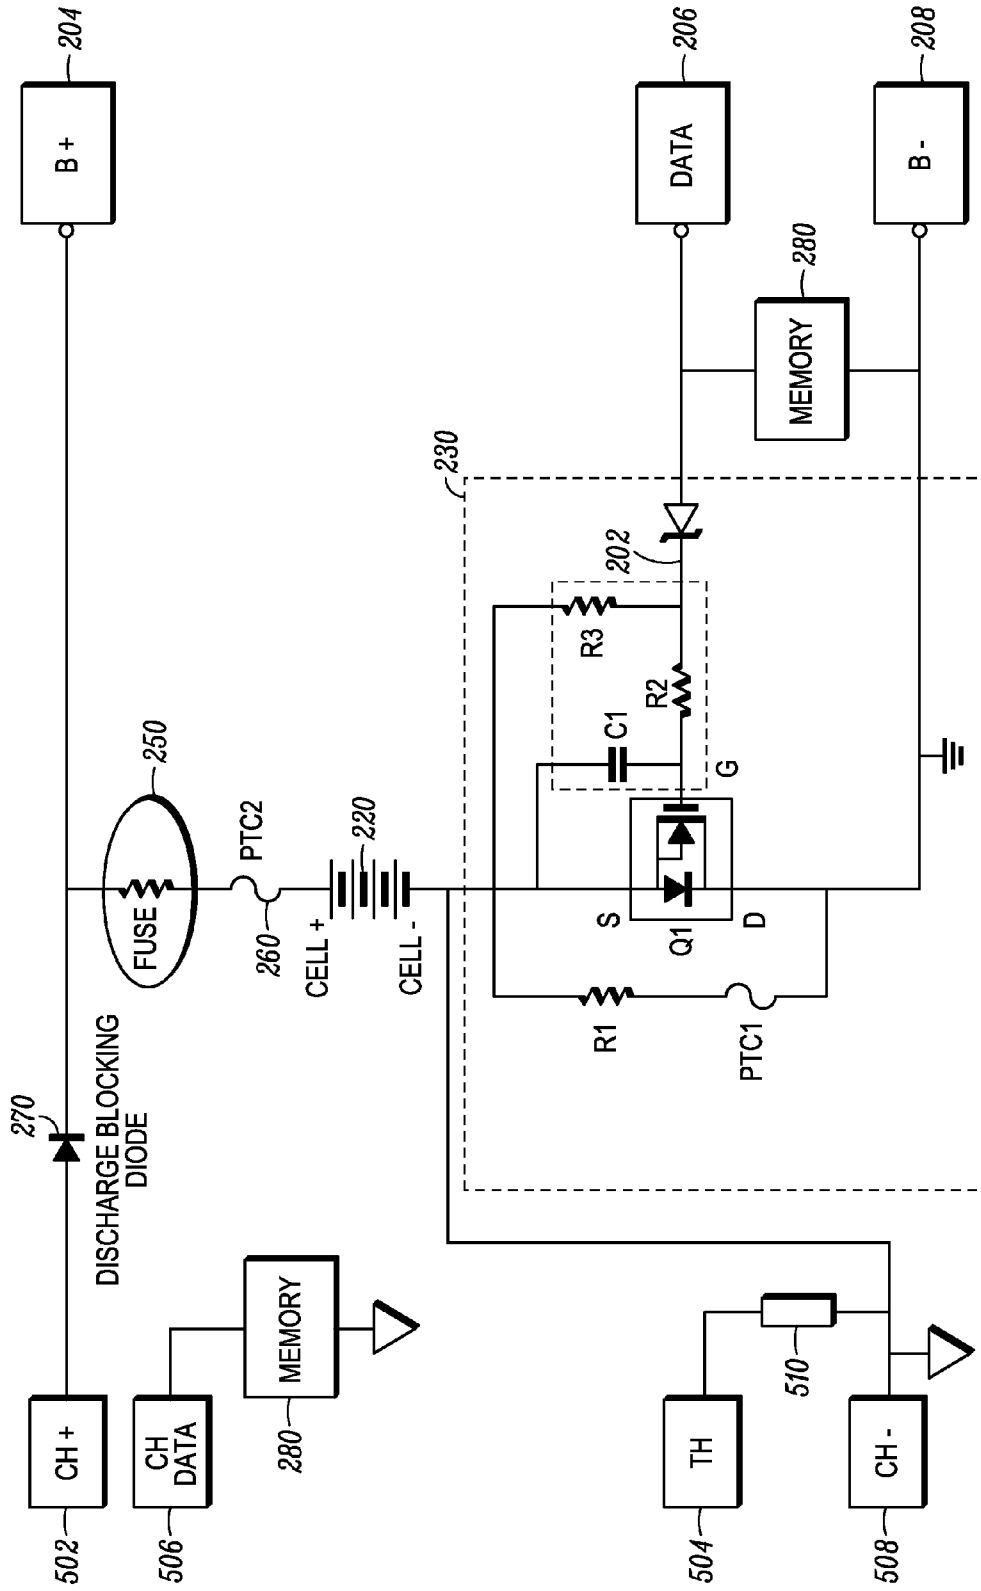 CH +
502
CH
DATA
506
MEMORY
280
270
DISCHARGE BLOCKING
DIODE
FUSE
250
PTC2
260
CELL +
CELL -
220
B +
204
TH
504
CH -
508
510
230
R1
PTC1
S
Q1
D
G
C1
R2
R3
202
MEMORY
280
DATA
206
B -
208